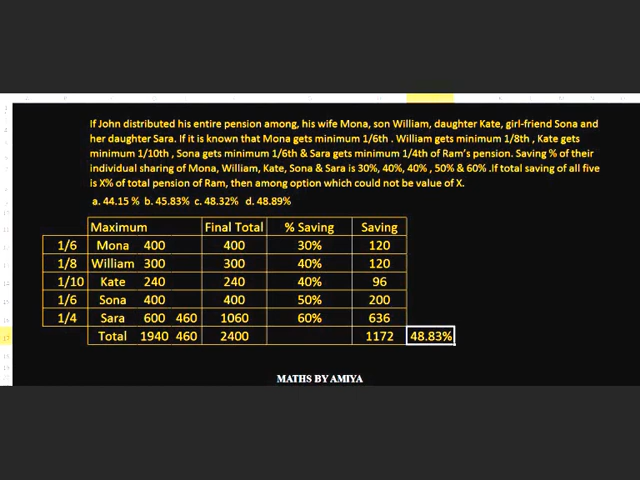 If John distributed his entire pension among, his wife Mona, son William, daughter Kate, girl-friend Sona and
her daughter Sara. If it is known that Mona gets minimum 1/6th . William gets minimum 1/8th , Kate gets
minimum 1/10th , Sona gets minimum 1/6th & Sara gets minimum 1/4th of Ram's pension. Saving % of their
individual sharing of Mona, William, Kate, Sona & Sara is 30%, 40%, 40% , 50% & 60% .If total saving of all five
is X% of total pension of Ram, then among option which could not be value of X.
a. 44.15 % b. 45.83% c. 48.32% d. 48.89%
Maximum Final Total % Saving Saving
1/6 Mona 400 400 30% 120
1/8 William 300 300 40% 120
1/10 Kate 240 240 40% 96
1/6 Sona 400 400 50% 200
1/4 Sara 600 460 1060 60% 636
Total 1940 460 2400 1172 48.83%
MATHS BY AMIYA